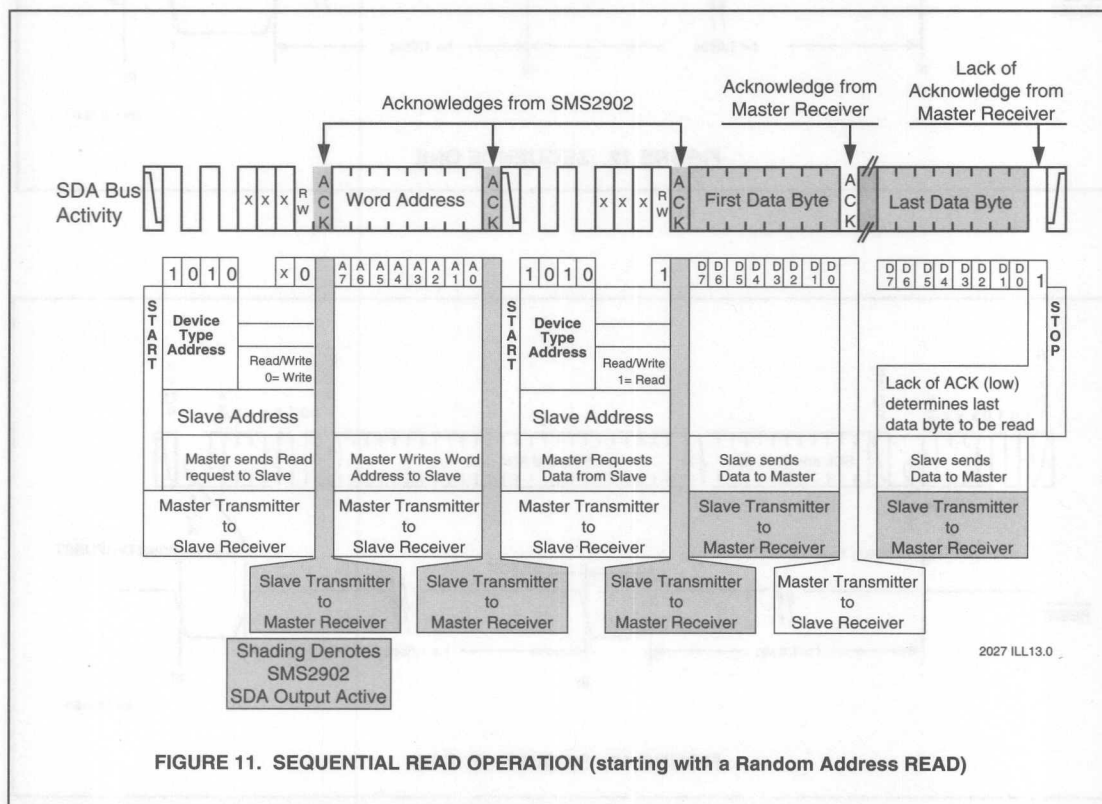 Acknowledges from SMS2902
Acknowledge from
Master Receiver
Lack of
Acknowledge from
Master Receiver
SDA Bus
Activity
x x x RW
ACK
Word Address
ACK
x x x RW
ACK
First Data Byte
ACK
Last Data Byte
1 0 1 0
x 0
A7 A6 A5 A4 A3 A2 A1 A0
1 0 1 0
1
D7 D6 D5 D4 D3 D2 D1 D0
D7 D6 D5 D4 D3 D2 D1 D0
1
START
Device
Type
Address
Read/Write
0= Write
Slave Address
Master sends Read
request to Slave
Master Transmitter
to
Slave Receiver
Master Writes Word
Address to Slave
Master Transmitter
to
Slave Receiver
START
Device
Type
Address
Read/Write
1= Read
Slave Address
Master Requests
Data from Slave
Master Transmitter
to
Slave Receiver
Slave sends
Data to Master
Slave Transmitter
to
Master Receiver
Lack of ACK (low)
determines last
data byte to be read
STOP
Slave sends
Data to Master
Slave Transmitter
to
Master Receiver
Slave Transmitter
to
Master Receiver
Slave Transmitter
to
Master Receiver
Slave Transmitter
to
Master Receiver
Master Transmitter
to
Slave Receiver
Shading Denotes
SMS2902
SDA Output Active
2027 ILL13.0
FIGURE 11. SEQUENTIAL READ OPERATION (starting with a Random Address READ)